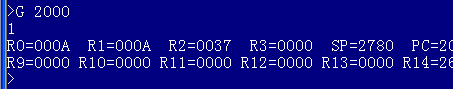 >G 2000
1
R0=000A R1=000A R2=0037 R3=0000 SP=2780 PC=20
R9=0000 R10=0000 R11=0000 R12=0000 R13=0000 R14=26
>